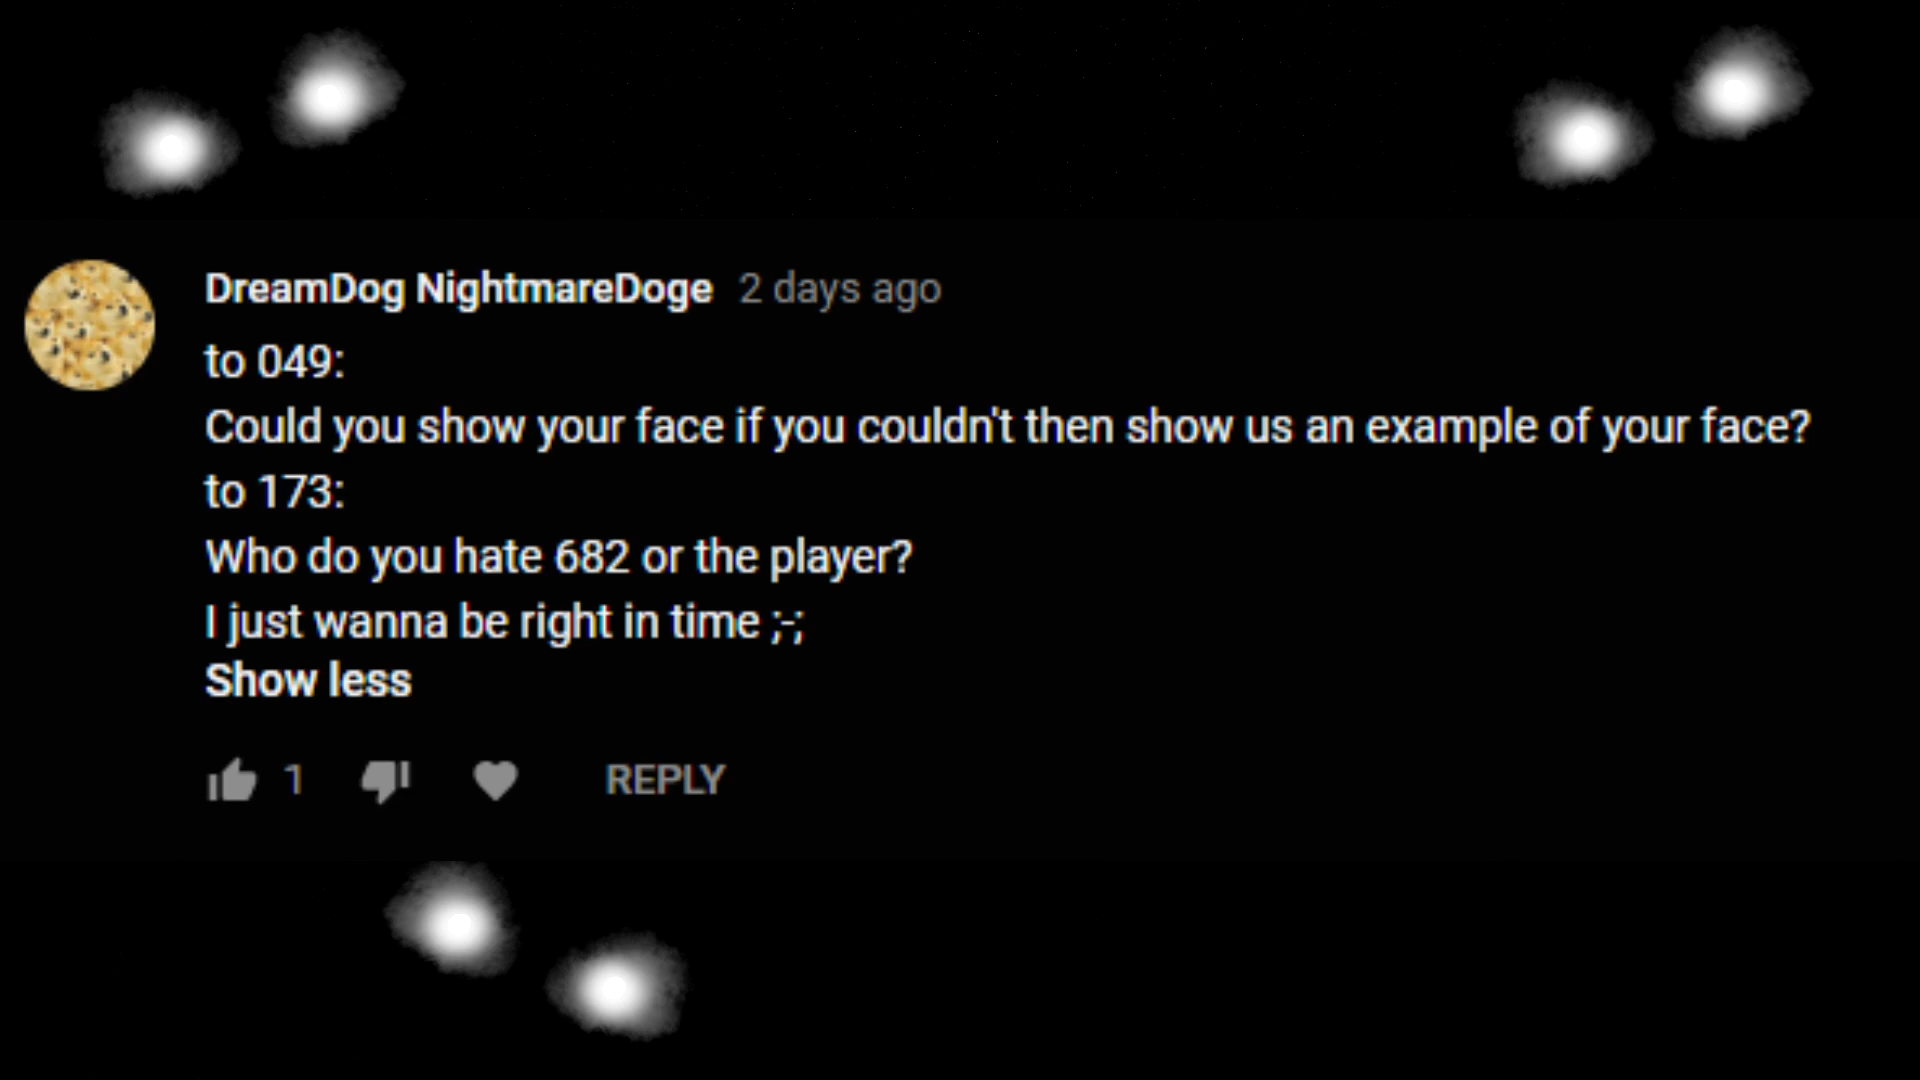 DreamDog NightmareDoge 2 days ago
to 049:
Could you show your face if you couldn't then show us an example of your face?
to 173:
Who do you hate 682 or the player?
I just wanna be right in time ;-;
Show less
1 REPLY